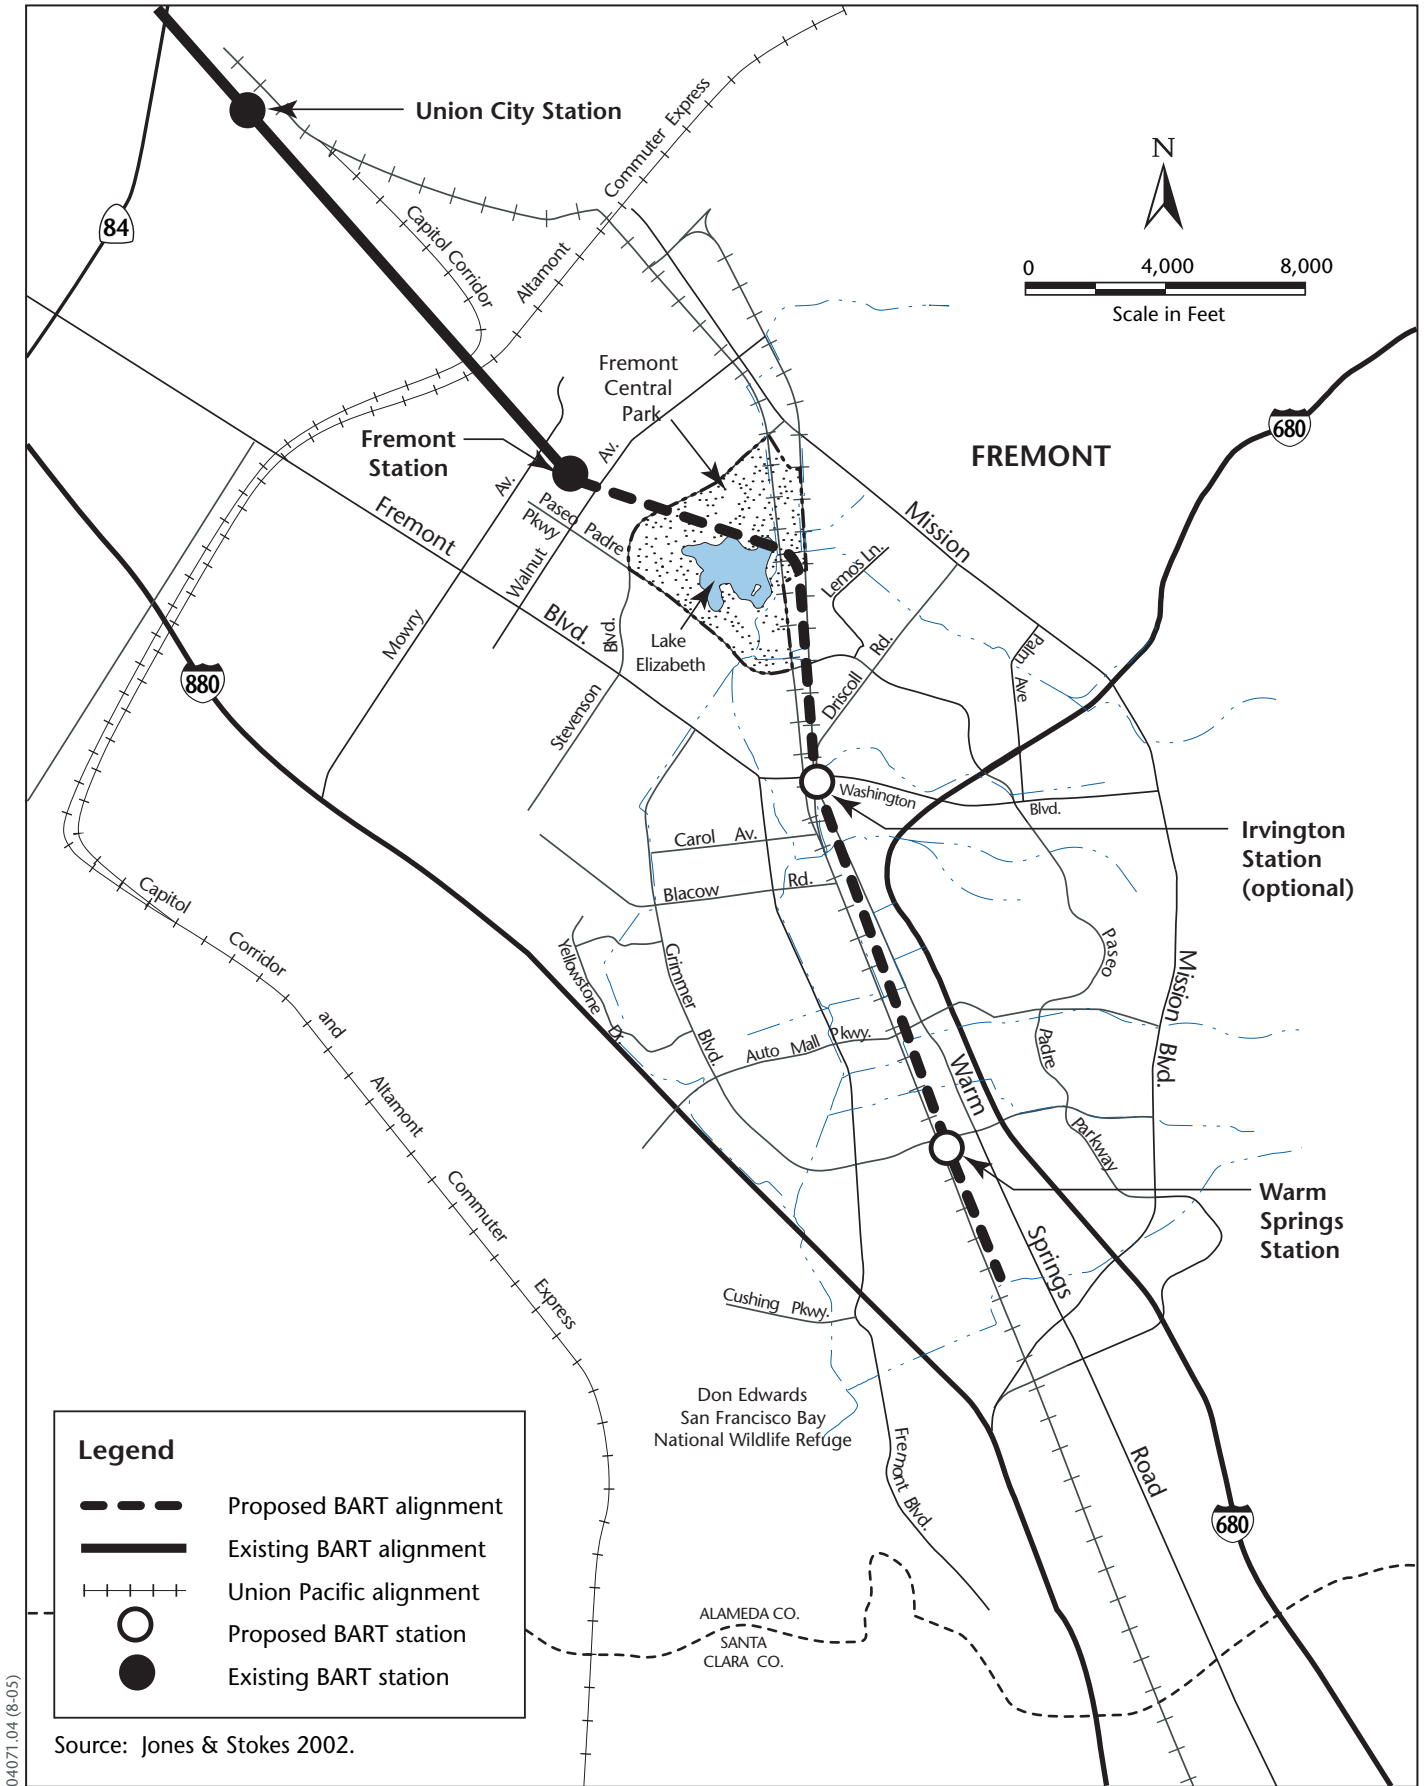 Union City Station
Commuter Express
Altamont
Capitol Corridor
84
N
0 4,000 8,000
Scale in Feet
Fremont
Central
Park
Fremont
Station
FREMONT
680
Av.
Av.
Paseo Padre
Pkwy
Fremont
Blvd.
Mowry
Walnut
Stevenson
Blvd.
Lake
Elizabeth
Mission
Lemos Ln.
Driscoll
Rd.
Palm
Ave
880
Washington
Blvd.
Irvington
Station
(optional)
Carol Av.
Blacow Rd.
Capitol
Corridor
and
Altamont
Commuter
Express
Yellowstone
Dr.
Grimmer
Blvd.
Auto Mall Pkwy.
Paseo
Padre
Parkway
Mission
Blvd.
Warm
Springs
Road
Warm
Springs
Station
Cushing Pkwy.
Don Edwards
San Francisco Bay
National Wildlife Refuge
Fremont Blvd.
680
ALAMEDA CO.
SANTA
CLARA CO.
Legend
Proposed BART alignment
Existing BART alignment
Union Pacific alignment
Proposed BART station
Existing BART station
Source: Jones & Stokes 2002.
04071.04 (8-05)